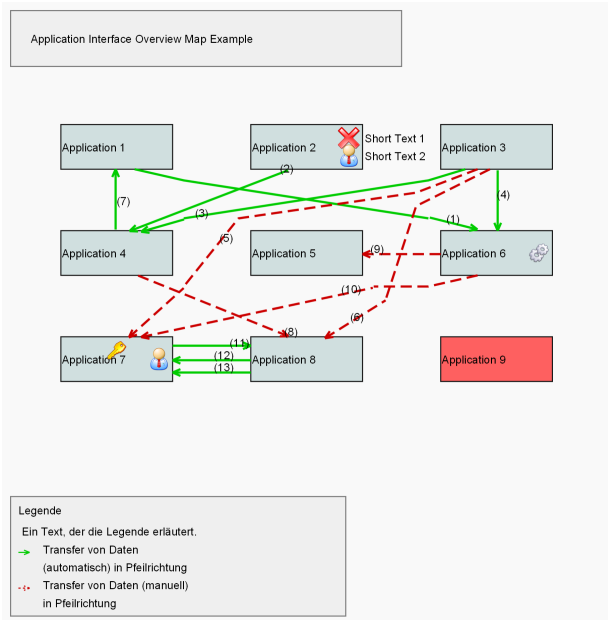 Application Interface Overview Map Example
Application 1
Application 2
Short Text 1
Short Text 2
Application 3
(2)
(4)
(7)
(3)
(1)
(5)
Application 4
Application 5
(9)
Application 6
(10)
(6)
(8)
(11)
Application 7
(12)
(13)
Application 8
Application 9
Legende
Ein Text, der die Legende erläutert.
Transfer von Daten
(automatisch) in Pfeilrichtung
Transfer von Daten (manuell)
in Pfeilrichtung